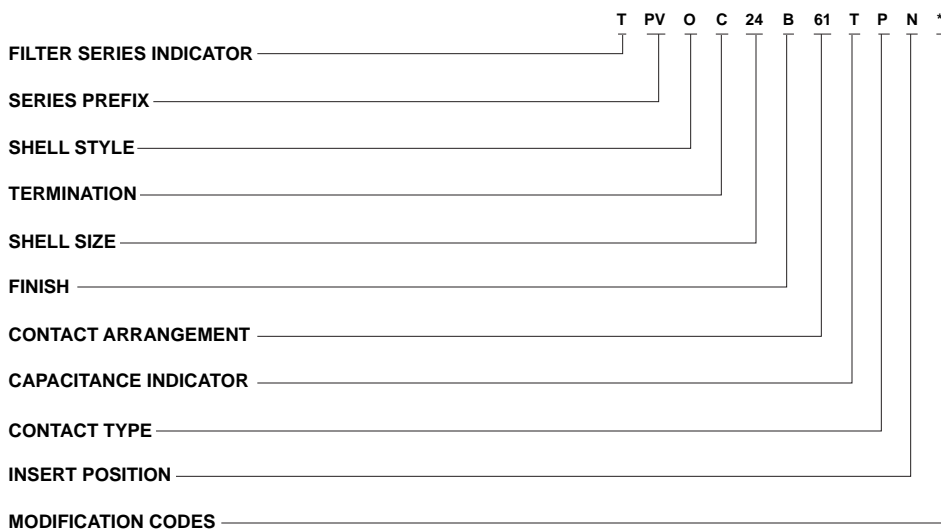 T PV O C 24 B 61 T P N *
FILTER SERIES INDICATOR
SERIES PREFIX
SHELL STYLE
TERMINATION
SHELL SIZE
FINISH
CONTACT ARRANGEMENT
CAPACITANCE INDICATOR
CONTACT TYPE
INSERT POSITION
MODIFICATION CODES